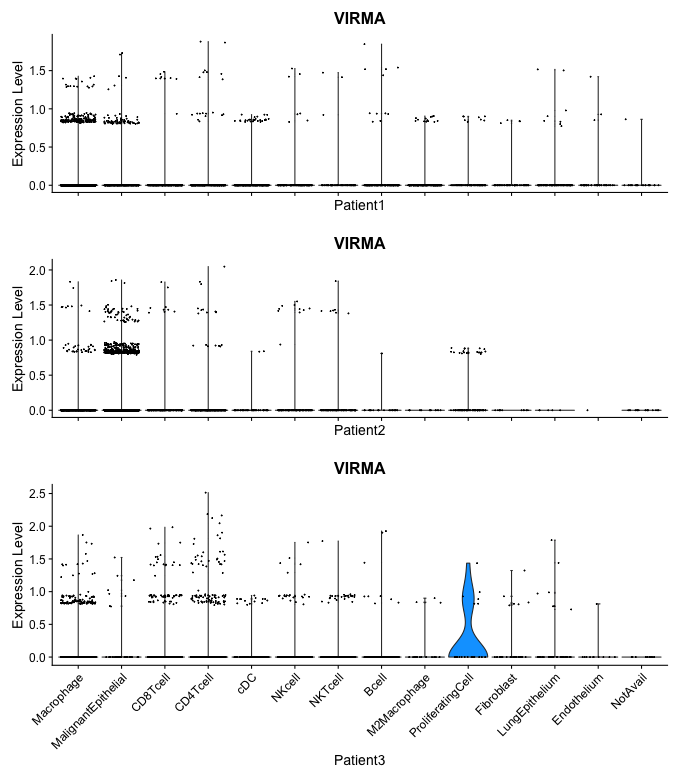 VIRMA
Expression Level
1.5
1.0
0.5
0.0
Patient1
VIRMA
Expression Level
2.0
1.5
1.0
0.5
0.0
Patient2
VIRMA
Expression Level
2.5
2.0
1.5
1.0
0.5
0.0
Macrophage
MalignantEpithelial
CD8Tcell
CD4Tcell
cDC
NKcell
NKTcell
Bcell
M2Macrophage
ProliferatingCell
Fibroblast
LungEpithelium
Endothelium
NotAvail
Patient3